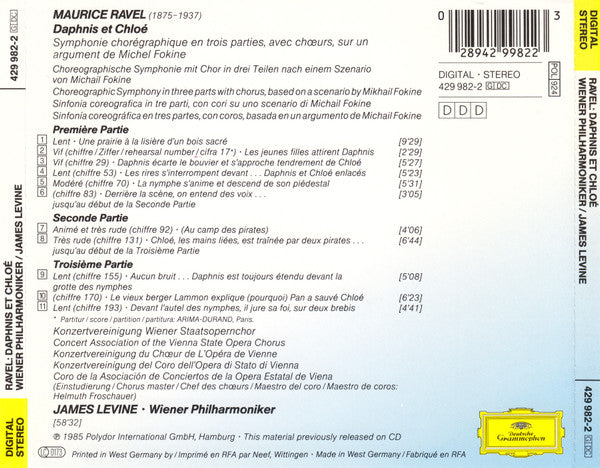 429 982-2 GI DC
RAVEL: DAPHNIS ET CHLOÉ
WIENER PHILHARMONIKER / JAMES LEVINE
DIGITAL
STEREO
MAURICE RAVEL (1875-1937)
Daphnis et Chloé
Symphonie chorégraphique en trois parties, avec chœurs, sur un
argument de Michel Fokine
Choreographische Symphonie mit Chor in drei Teilen nach einem Szenario
von Michail Fokine
Choreographic Symphony in three parts with chorus, based on a scenario by Mikhail Fokine
Sinfonia coreografica in tre parti, con cori su uno scenario di Michail Fokine
Sinfonía coreográfica en tres partes, con coros, basada en un argumento de Michail Fokine
Première Partie
1 Lent · Une prairie à la lisière d'un bois sacré [9'29]
2 Vif (chiffre / Ziffer / rehearsal number / cifra 17*) · Les jeunes filles attirent Daphnis [2'29]
3 Vif (chiffre 29) · Daphnis écarte le bouvier et s'approche tendrement de Chloé [5'27]
4 Lent (chiffre 53) · Les rires s'interrompent devant ... Daphnis et Chloé enlacés [5'23]
5 Modéré (chiffre 70) · La nymphe s'anime et descend de son piédestal [5'31]
6 (chiffre 83) · Derrière la scène, on entend des voix ... [3'05]
jusqu'au début de la Seconde Partie
Seconde Partie
7 Animé et très rude (chiffre 92) · (Au camp des pirates) [4'06]
8 Très rude (chiffre 131) · Chloé, les mains liées, est traînée par deux pirates ... [6'44]
jusqu'au début de la Troisième Partie
Troisième Partie
9 Lent (chiffre 155) · Aucun bruit ... Daphnis est toujours étendu devant la [5'08]
grotte des nymphes
10 (chiffre 170) · Le vieux berger Lammon explique (pourquoi) Pan a sauvé Chloé [6'23]
11 Lent (chiffre 193) · Devant l'autel des nymphes, il jure sa foi, sur deux brebis [4'41]
* Partitur / score / partition / partitura: ARIMA-DURAND, Paris.
Konzertvereinigung Wiener Staatsopernchor
Concert Association of the Vienna State Opera Chorus
Konzertvereinigung du Chœur de L'Opéra de Vienne
Konzertvereinigung del Coro dell'Opera di Stato di Vienna
Coro de la Asociación de Conciertos de la Opera Estatal de Viena
(Einstudierung / Chorus master / Chef des chœurs / Maestro del coro / Maestro de coros:
Helmuth Froschauer)
JAMES LEVINE · Wiener Philharmoniker
[58'32]
℗ 1985 Polydor International GmbH, Hamburg · This material previously released on CD
LC 0173 Printed in West Germany by / Imprimé en RFA par Neef, Wittingen · Made in West Germany / Fabriqué en RFA
0 28942 99822 3
DIGITAL · STEREO
429 982-2 GI DC
POL 924
D D D
Deutsche
Grammophon
DIGITAL
STEREO
RAVEL: DAPHNIS ET CHLOÉ
WIENER PHILHARMONIKER / JAMES LEVINE
429 982-2 GI DC